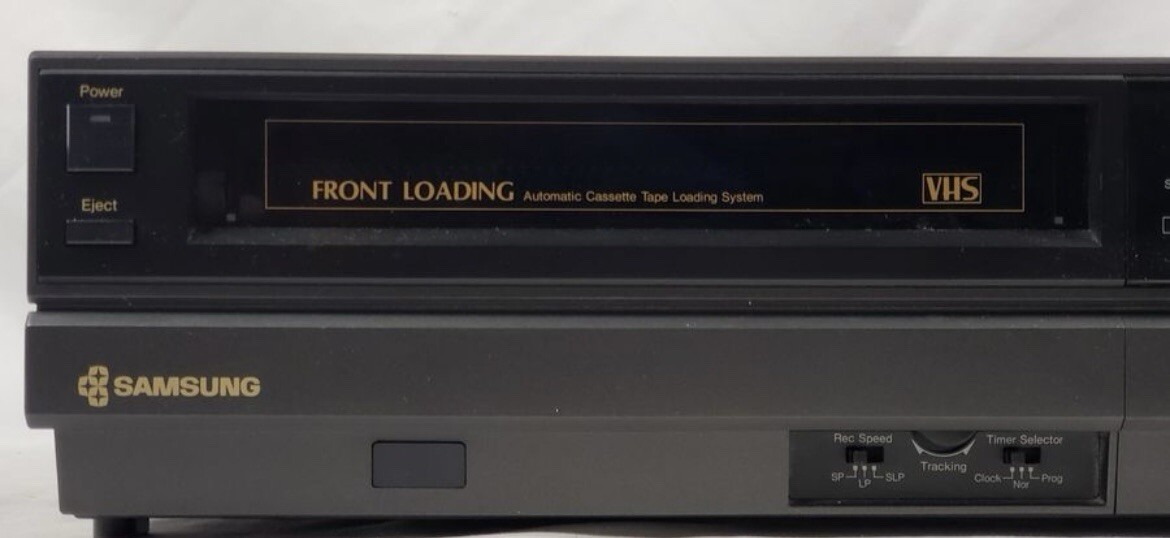 Power
FRONT LOADING Automatic Cassette Tape Loading System VHS
Eject
SAMSUNG
Rec Speed
SP LP SLP
Tracking
Timer Selector
Clock Nor Prog